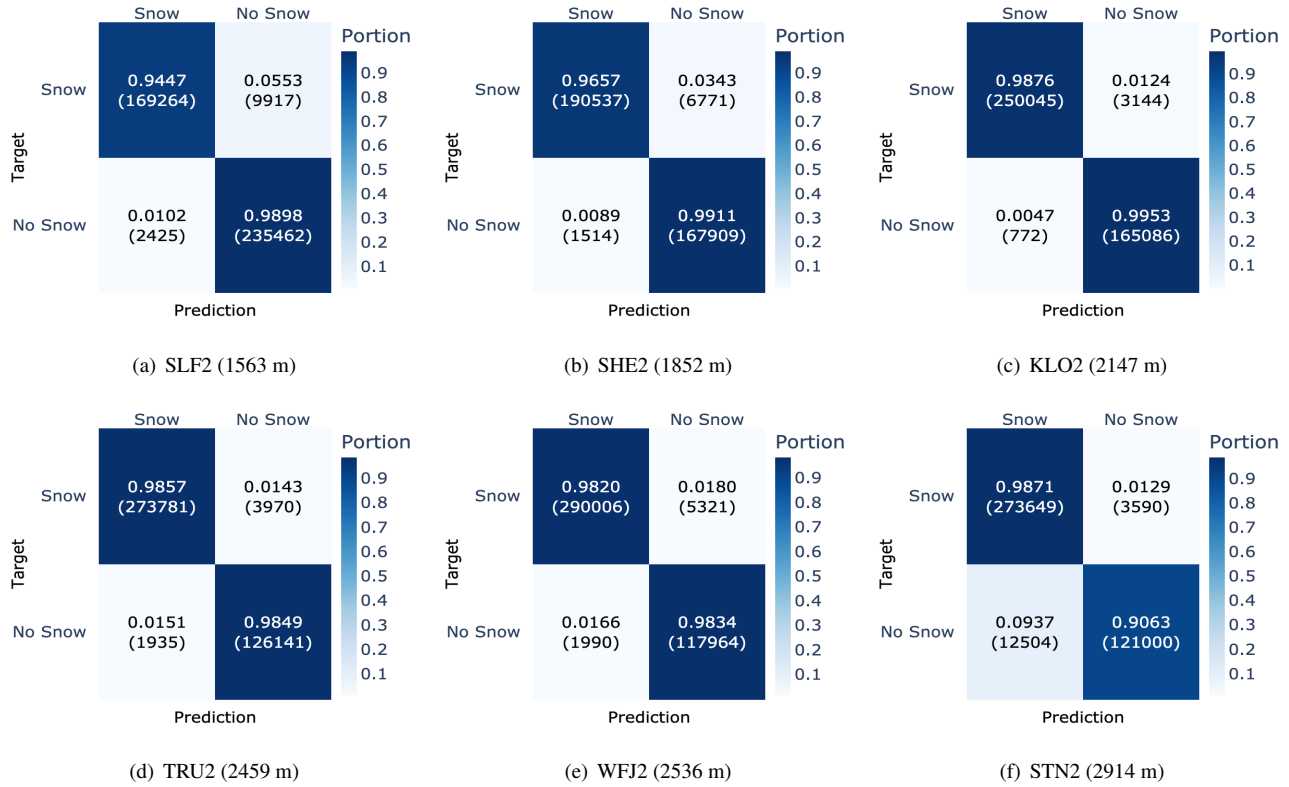 Snow No Snow
Portion
Snow
0.9447 0.0553
(169264) (9917)
No Snow
0.0102 0.9898
(2425) (235462)
Target
Prediction
0.9
0.8
0.7
0.6
0.5
0.4
0.3
0.2
0.1
(a) SLF2 (1563 m)
Snow No Snow
Portion
Snow
0.9657 0.0343
(190537) (6771)
No Snow
0.0089 0.9911
(1514) (167909)
Target
Prediction
0.9
0.8
0.7
0.6
0.5
0.4
0.3
0.2
0.1
(b) SHE2 (1852 m)
Snow No Snow
Portion
Snow
0.9876 0.0124
(250045) (3144)
No Snow
0.0047 0.9953
(772) (165086)
Target
Prediction
0.9
0.8
0.7
0.6
0.5
0.4
0.3
0.2
0.1
(c) KLO2 (2147 m)
Snow No Snow
Portion
Snow
0.9857 0.0143
(273781) (3970)
No Snow
0.0151 0.9849
(1935) (126141)
Target
Prediction
0.9
0.8
0.7
0.6
0.5
0.4
0.3
0.2
0.1
(d) TRU2 (2459 m)
Snow No Snow
Portion
Snow
0.9820 0.0180
(290006) (5321)
No Snow
0.0166 0.9834
(1990) (117964)
Target
Prediction
0.9
0.8
0.7
0.6
0.5
0.4
0.3
0.2
0.1
(e) WFJ2 (2536 m)
Snow No Snow
Portion
Snow
0.9871 0.0129
(273649) (3590)
No Snow
0.0937 0.9063
(12504) (121000)
Target
Prediction
0.9
0.8
0.7
0.6
0.5
0.4
0.3
0.2
0.1
(f) STN2 (2914 m)